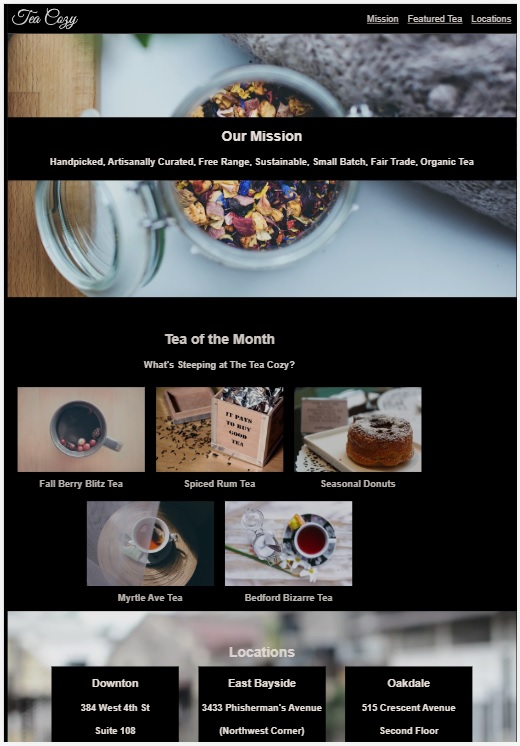 Tea Cozy
Mission Featured Tea Locations
Our Mission
Handpicked, Artisanally Curated, Free Range, Sustainable, Small Batch, Fair Trade, Organic Tea
Tea of the Month
What's Steeping at The Tea Cozy?
IT PAYS
TO BUY
GOOD
TEA
Fall Berry Blitz Tea Spiced Rum Tea Seasonal Donuts
Myrtle Ave Tea Bedford Bizarre Tea
Locations
Downton East Bayside Oakdale
384 West 4th St 3433 Phisherman's Avenue 515 Crescent Avenue
Suite 108 (Northwest Corner) Second Floor